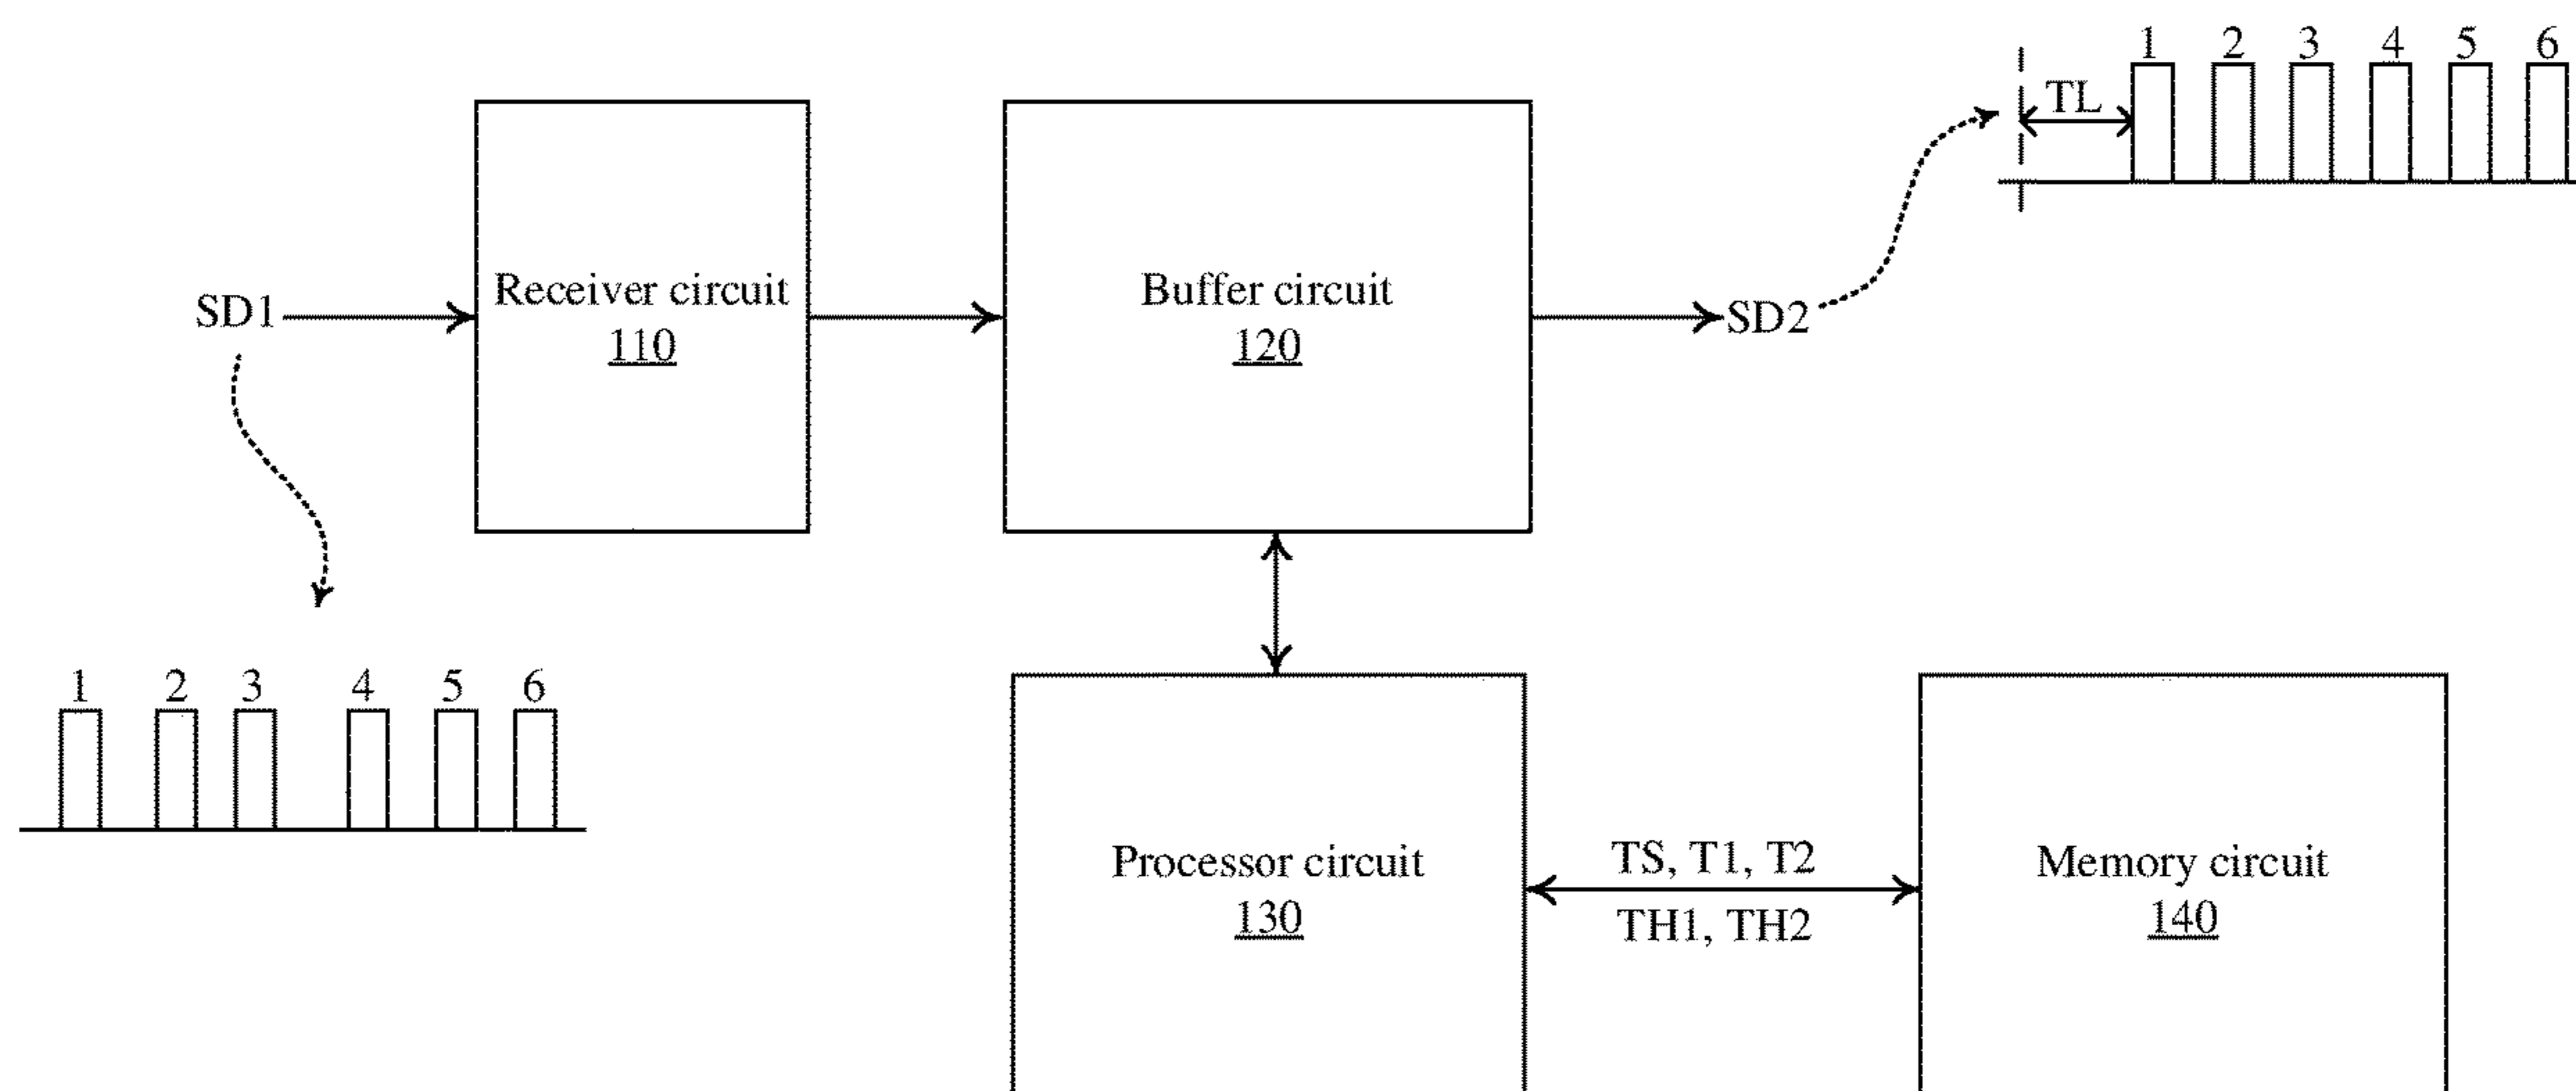 1 2 3 4 5 6
TL
Receiver circuit
110
Buffer circuit
120
SD1
SD2
1 2 3 4 5 6
Processor circuit
130
TS, T1, T2
TH1, TH2
Memory circuit
140